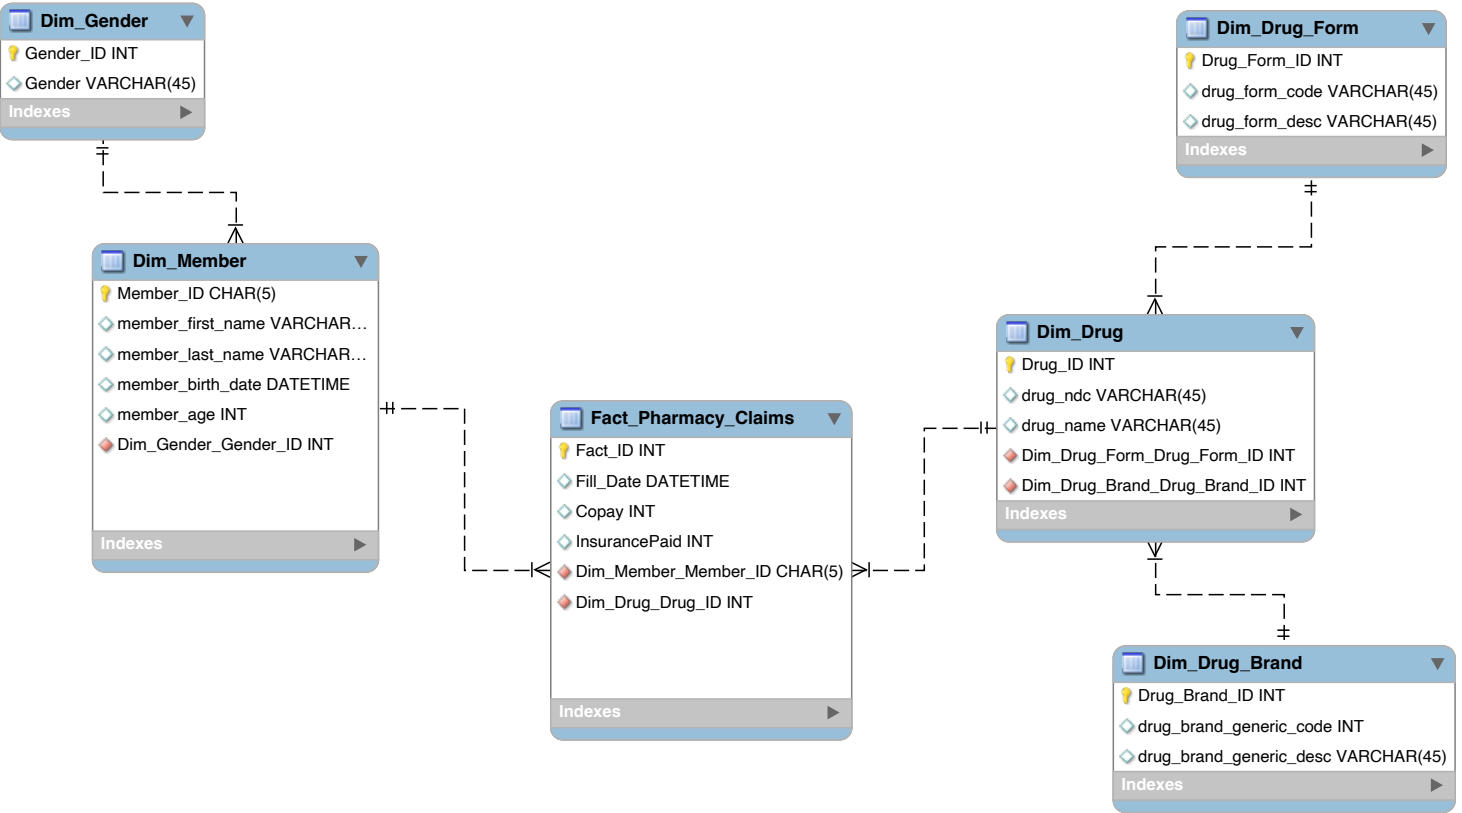 Dim_Gender
Gender_ID INT
Gender VARCHAR(45)
Indexes
Dim_Member
Member_ID CHAR(5)
member_first_name VARCHAR...
member_last_name VARCHAR...
member_birth_date DATETIME
member_age INT
Dim_Gender_Gender_ID INT
Indexes
Fact_Pharmacy_Claims
Fact_ID INT
Fill_Date DATETIME
Copay INT
InsurancePaid INT
Dim_Member_Member_ID CHAR(5)
Dim_Drug_Drug_ID INT
Indexes
Dim_Drug_Form
Drug_Form_ID INT
drug_form_code VARCHAR(45)
drug_form_desc VARCHAR(45)
Indexes
Dim_Drug
Drug_ID INT
drug_ndc VARCHAR(45)
drug_name VARCHAR(45)
Dim_Drug_Form_Drug_Form_ID INT
Dim_Drug_Brand_Drug_Brand_ID INT
Indexes
Dim_Drug_Brand
Drug_Brand_ID INT
drug_brand_generic_code INT
drug_brand_generic_desc VARCHAR(45)
Indexes